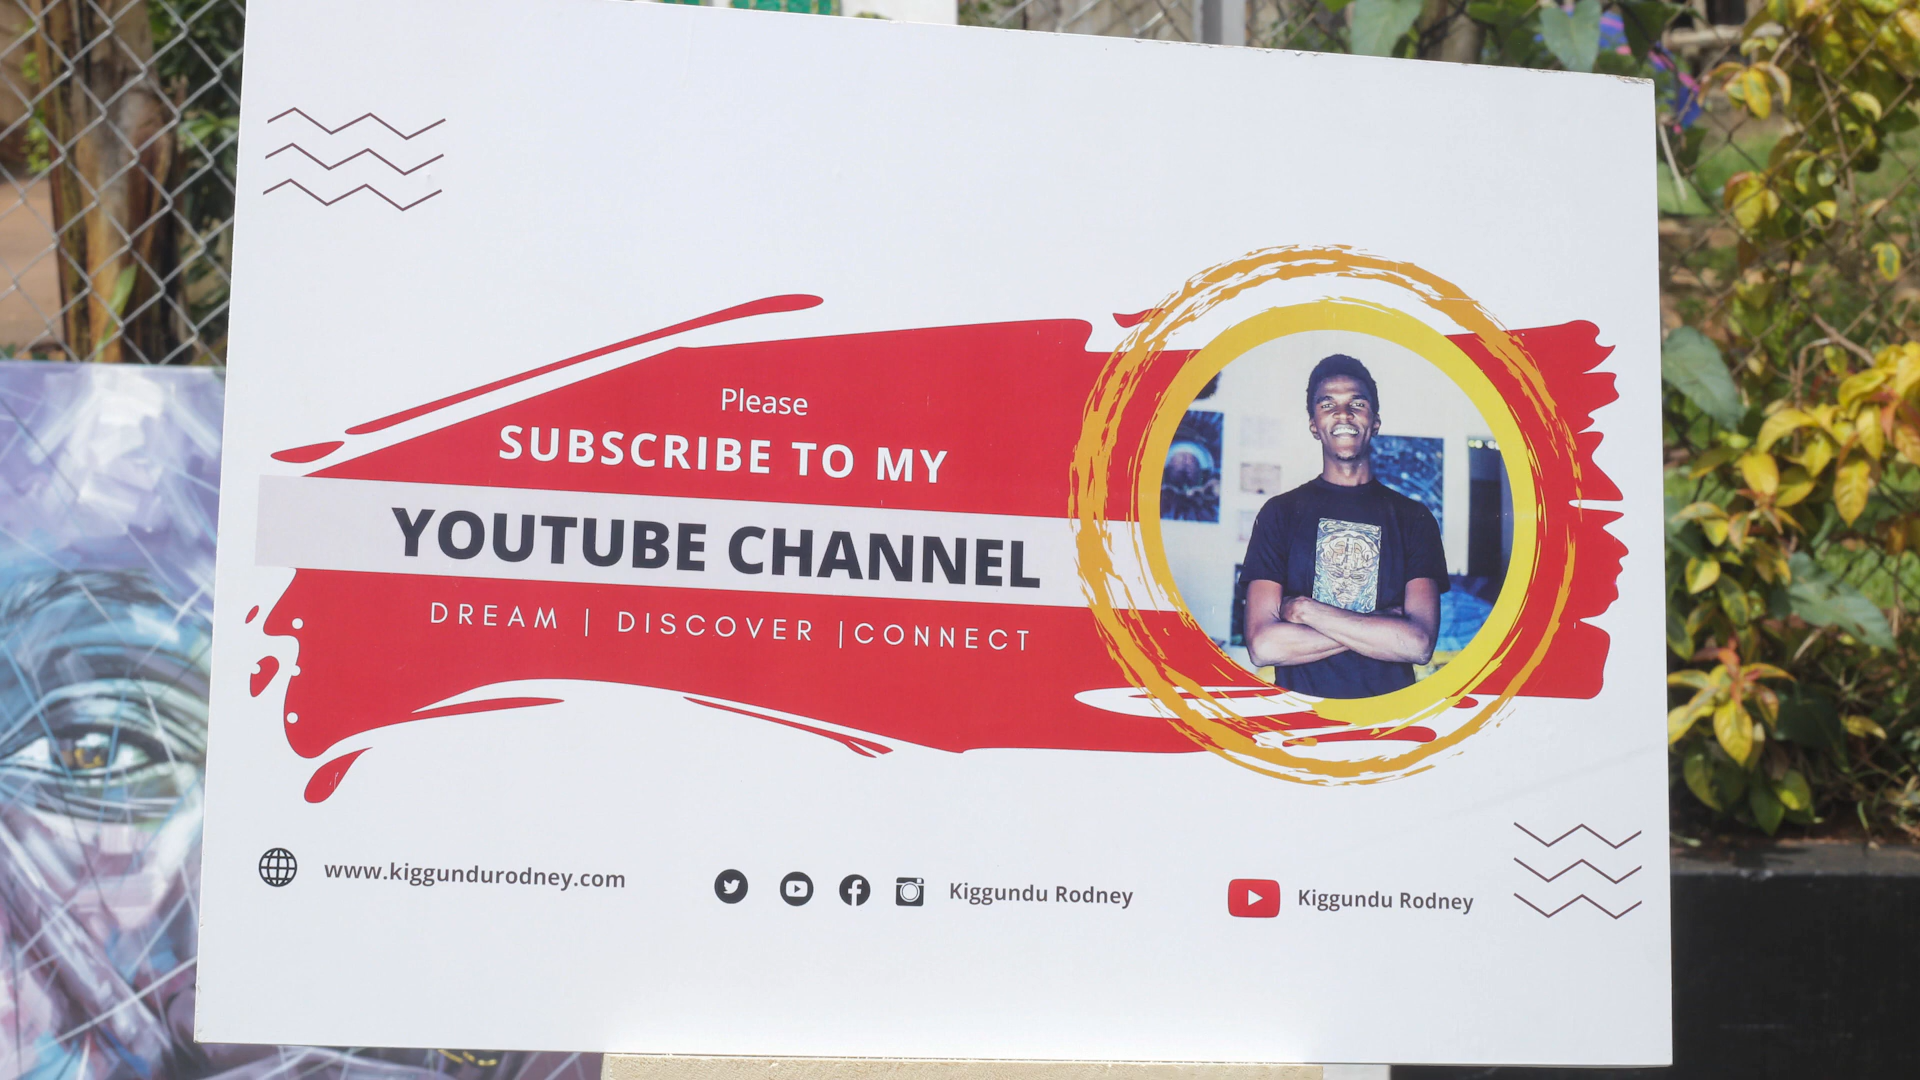 Please
SUBSCRIBE TO MY
YOUTUBE CHANNEL
DREAM | DISCOVER |CONNECT
www.kiggundurodney.com
Kiggundu Rodney
Kiggundu Rodney